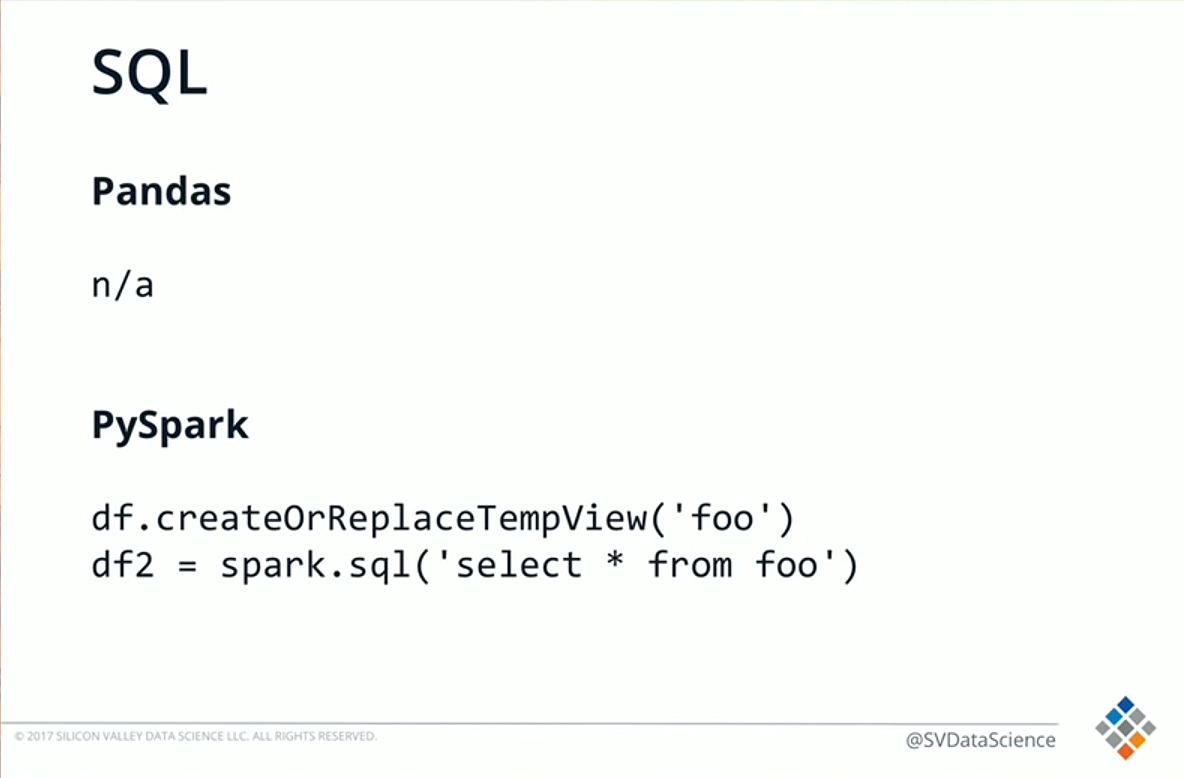 SQL
Pandas
n/a
PySpark
df.createOrReplaceTempView('foo')
df2 = spark.sql('select * from foo')
© 2017 SILICON VALLEY DATA SCIENCE LLC. ALL RIGHTS RESERVED.
@SVDataScience